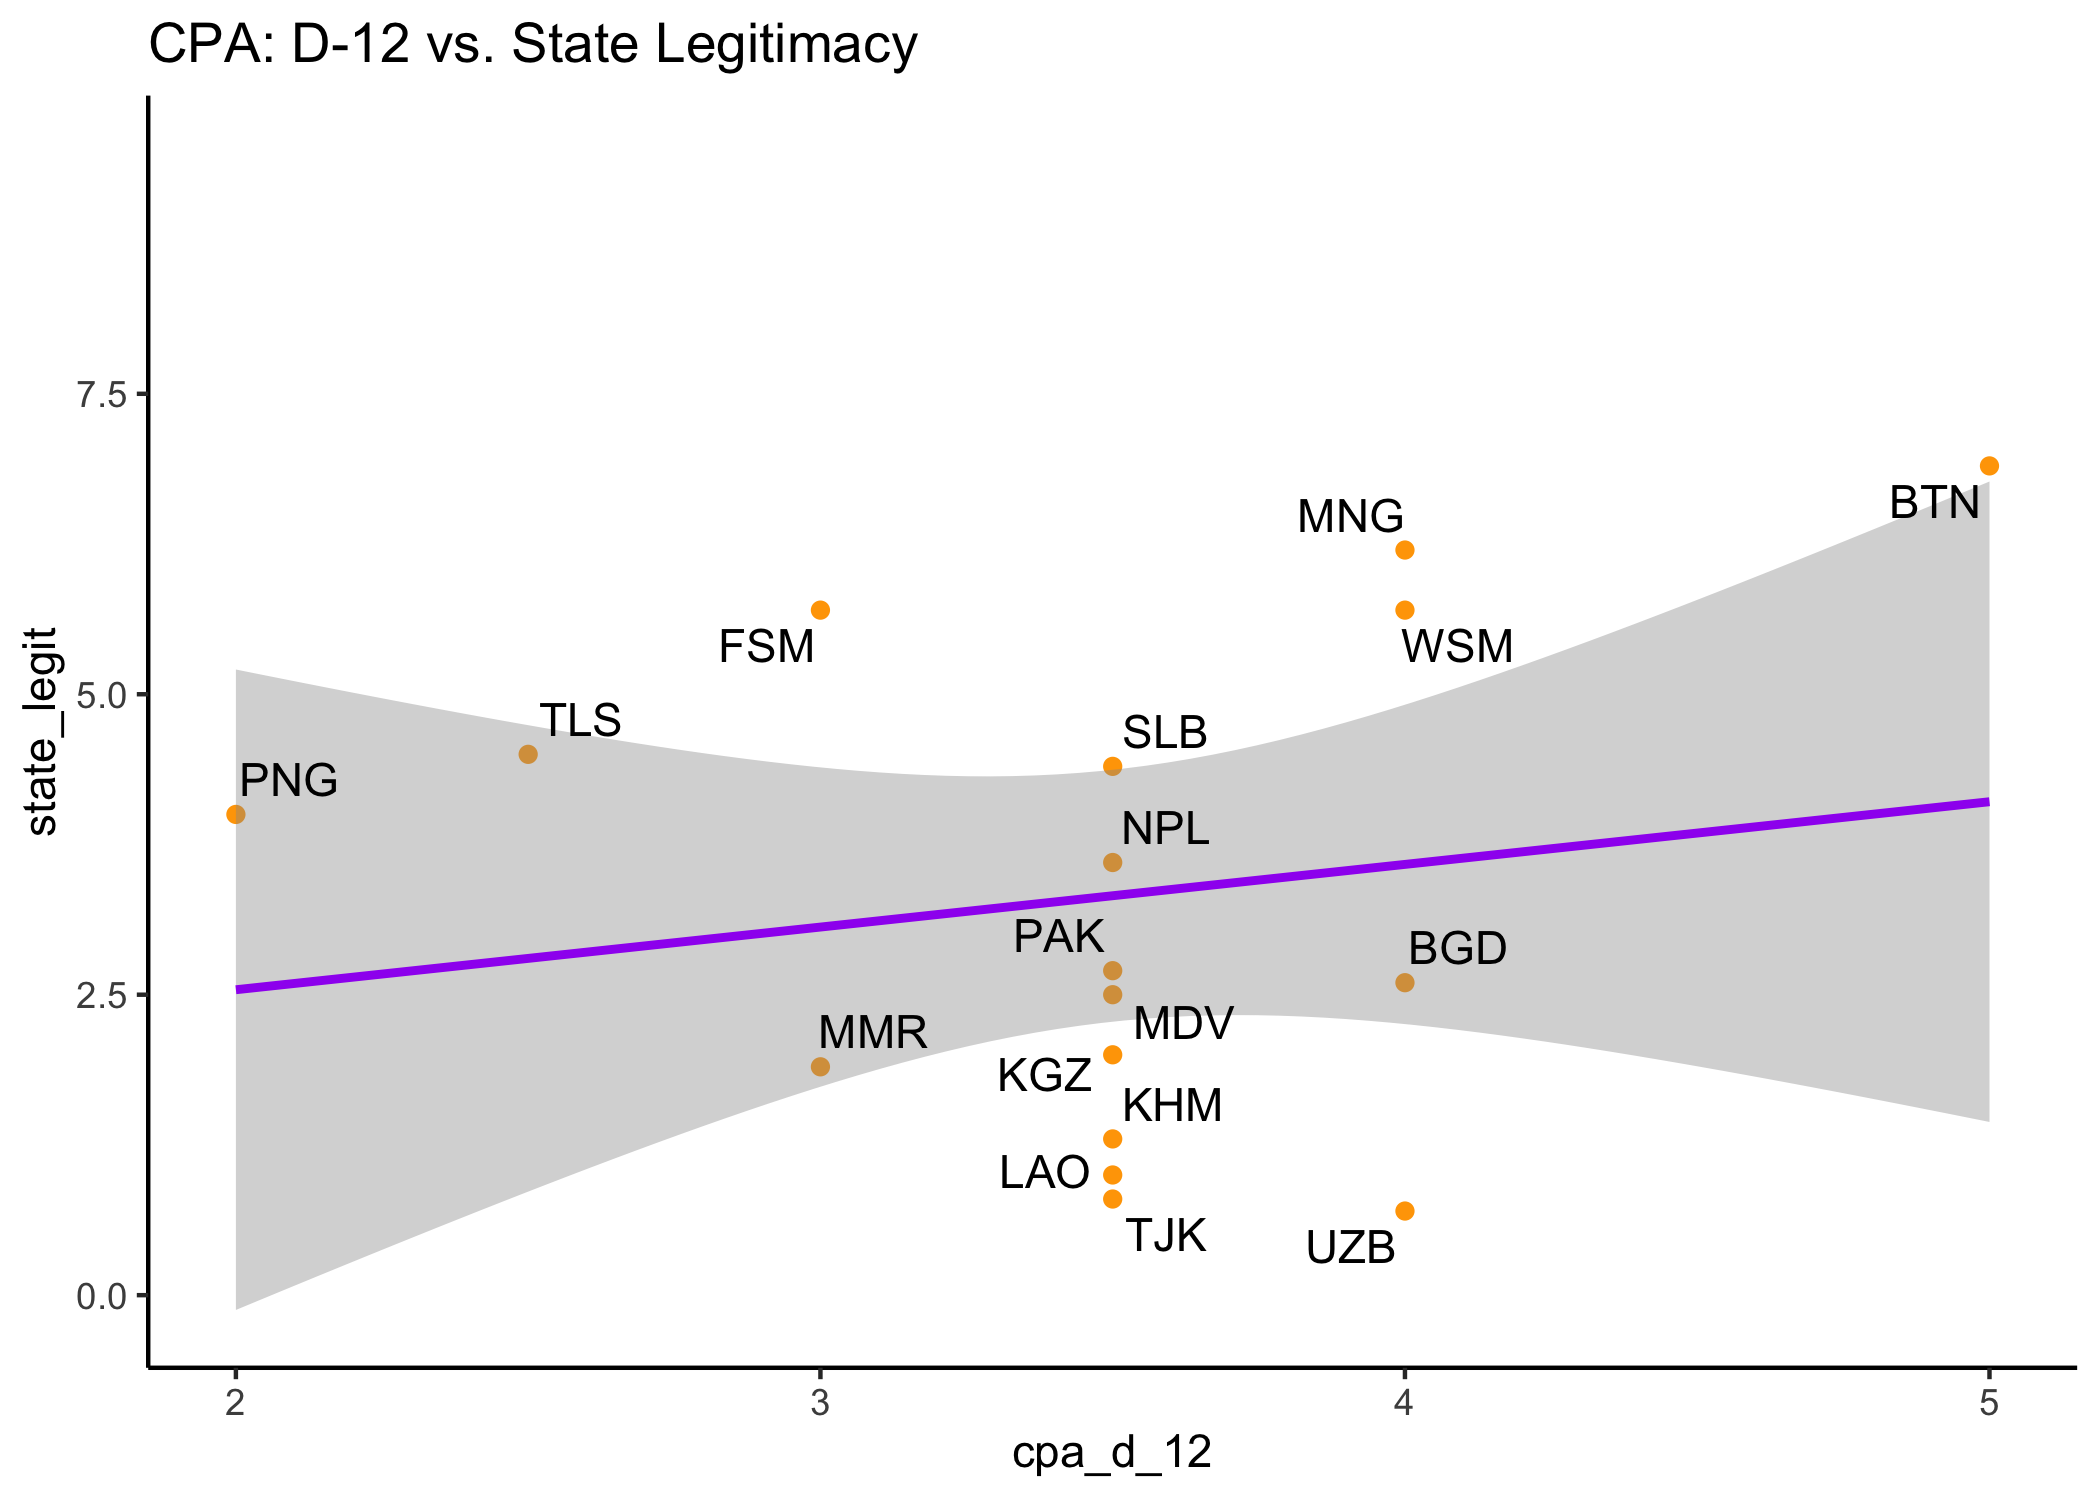 CPA: D-12 vs. State Legitimacy
7.5
BTN
MNG
FSM
WSM
state_legit
5.0
TLS
SLB
PNG
NPL
PAK
BGD
2.5
MMR
MDV
KGZ
KHM
LAO
TJK
UZB
0.0
2 3 4 5
cpa_d_12